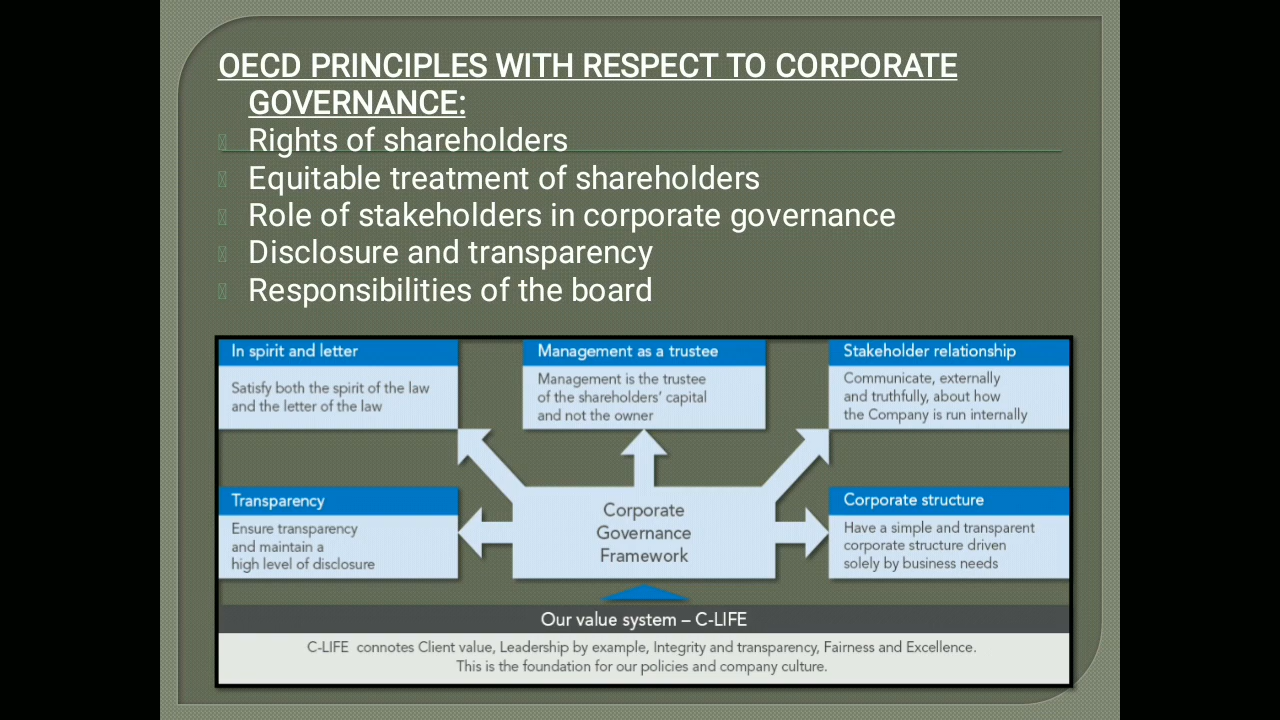 OECD PRINCIPLES WITH RESPECT TO CORPORATE
GOVERNANCE:
Rights of shareholders
Equitable treatment of shareholders
Role of stakeholders in corporate governance
Disclosure and transparency
Responsibilities of the board
In spirit and letter
Satisfy both the spirit of the law
and the letter of the law
Management as a trustee
Management is the trustee
of the shareholders' capital
and not the owner
Stakeholder relationship
Communicate, externally
and truthfully, about how
the Company is run internally
Transparency
Ensure transparency
and maintain a
high level of disclosure
Corporate
Governance
Framework
Corporate structure
Have a simple and transparent
corporate structure driven
solely by business needs
Our value system – C-LIFE
C-LIFE connotes Client value, Leadership by example, Integrity and transparency, Fairness and Excellence.
This is the foundation for our policies and company culture.